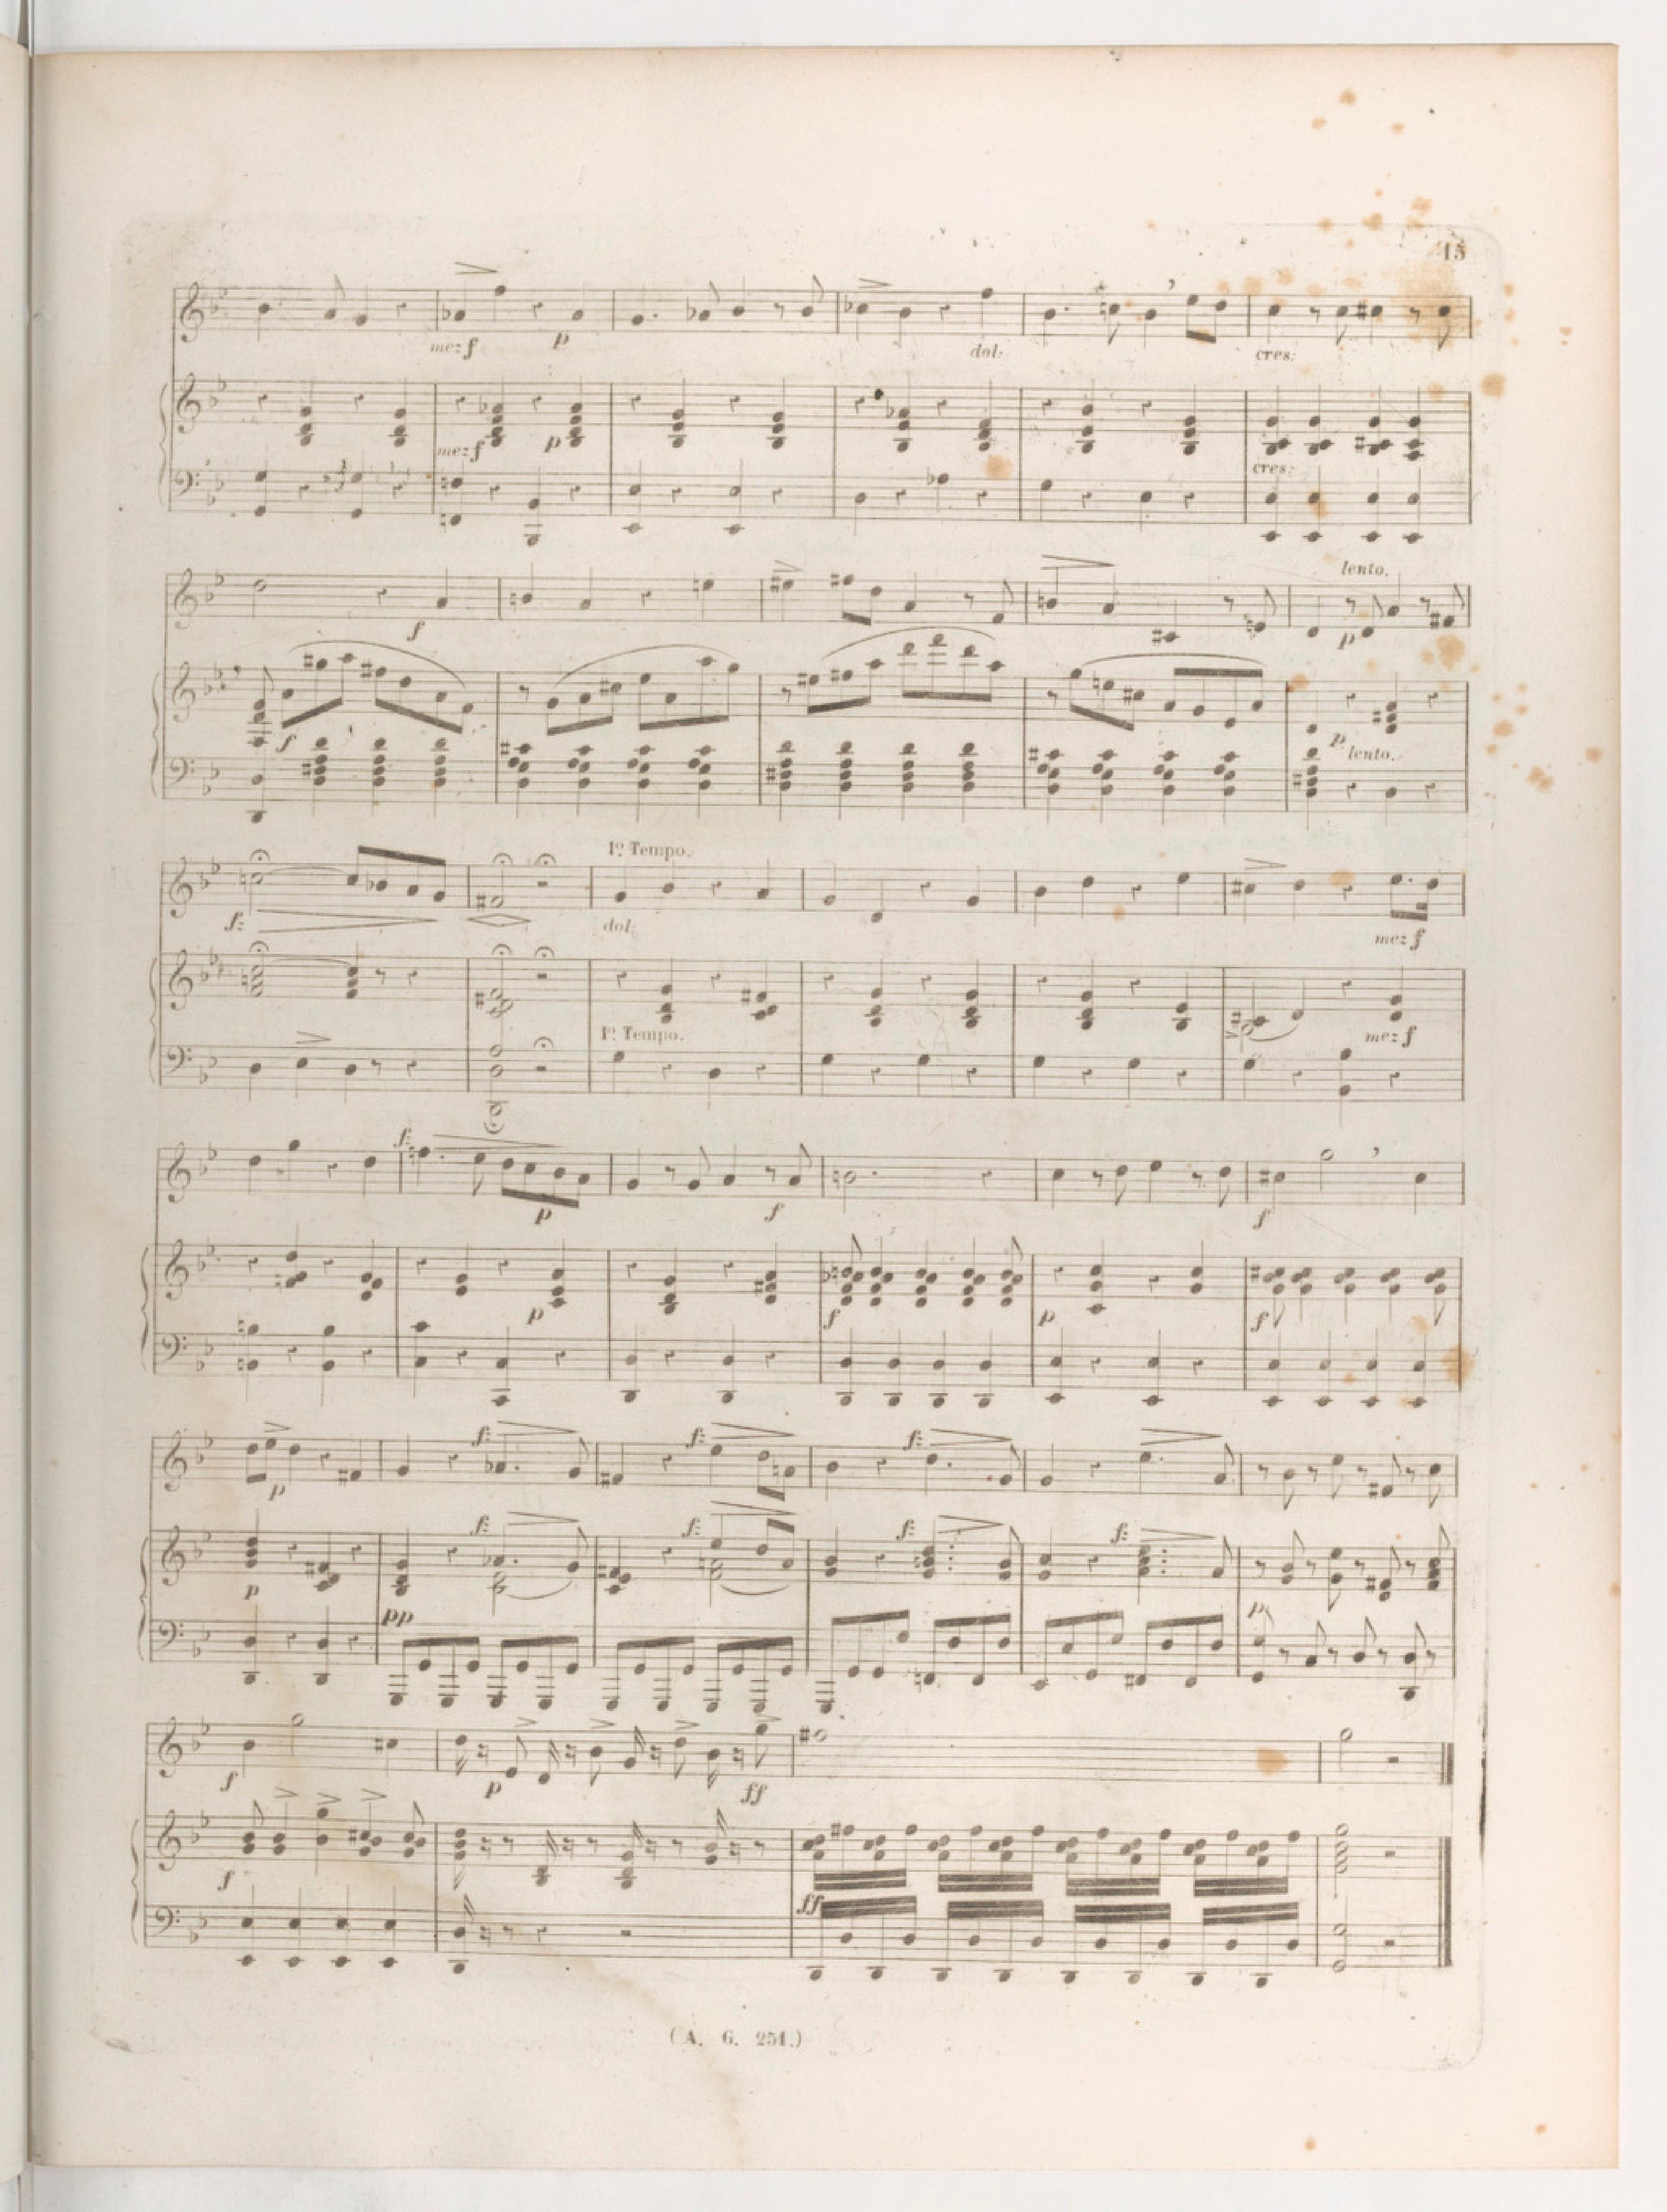 15
mez f p dol: cres:
mez f p cres:
lento.
f p
f p lento.
1º Tempo.
f: dol: mez f
1º Tempo. mez f
f:
p f f
p f p f
f: f: f:
p
f: f: f: f:
p pp p
f p ff
f ff
( A. G. 251.)